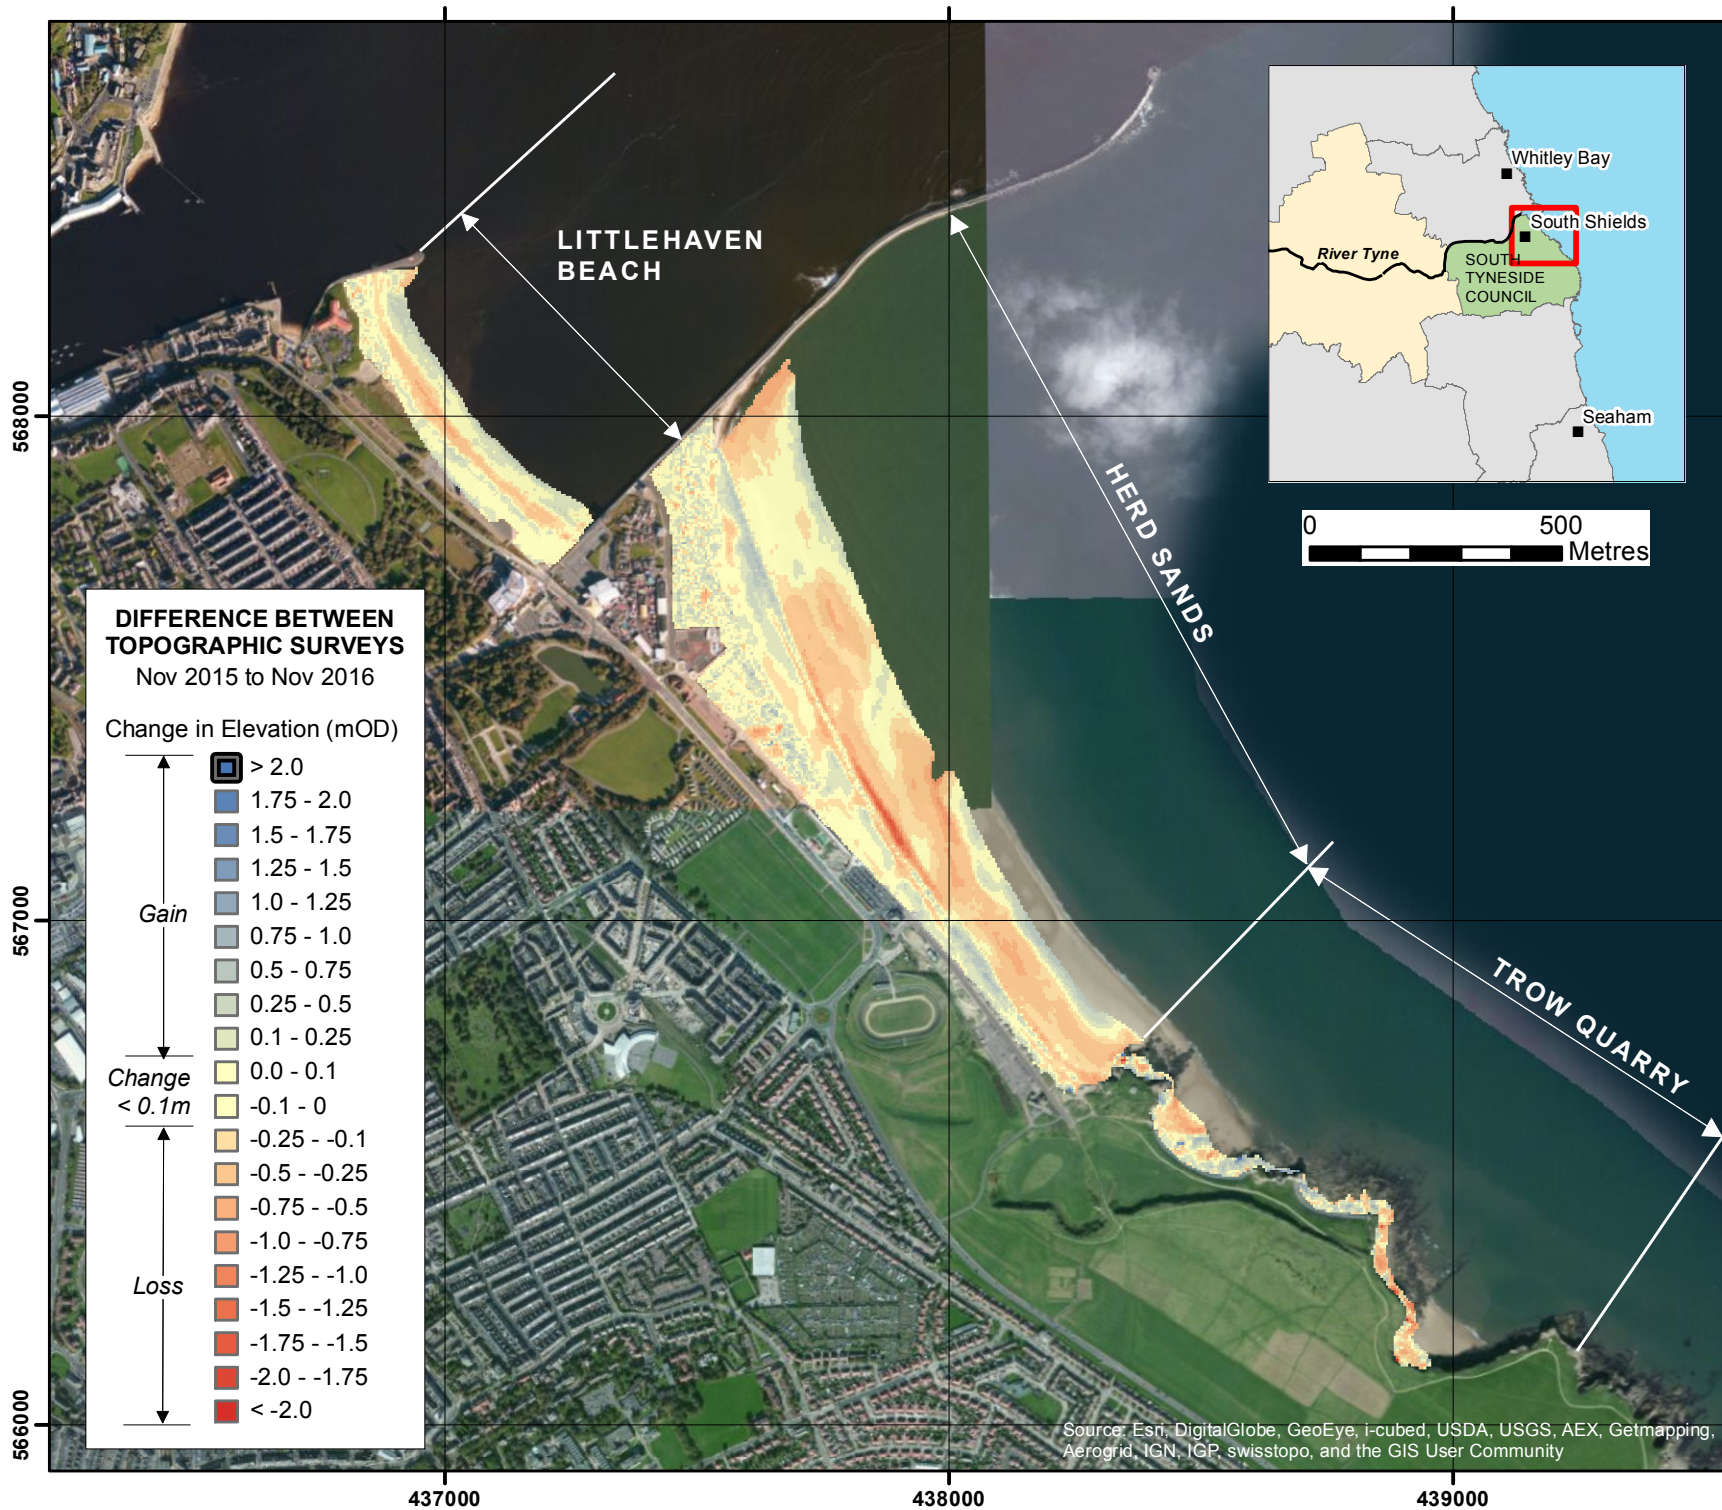 LITTLEHAVEN
BEACH
HERD SANDS
TROW QUARRY
Whitley Bay
South Shields
River Tyne
SOUTH
TYNESIDE
COUNCIL
Seaham
0 500
Metres
568000
567000
566000
437000
438000
439000
DIFFERENCE BETWEEN
TOPOGRAPHIC SURVEYS
Nov 2015 to Nov 2016
Change in Elevation (mOD)
> 2.0
1.75 - 2.0
1.5 - 1.75
1.25 - 1.5
1.0 - 1.25
Gain
0.75 - 1.0
0.5 - 0.75
0.25 - 0.5
0.1 - 0.25
Change
< 0.1m
0.0 - 0.1
-0.1 - 0
-0.25 - -0.1
-0.5 - -0.25
-0.75 - -0.5
-1.0 - -0.75
-1.25 - -1.0
Loss
-1.5 - -1.25
-1.75 - -1.5
-2.0 - -1.75
< -2.0
Source: Esri, DigitalGlobe, GeoEye, i-cubed, USDA, USGS, AEX, Getmapping,
Aerogrid, IGN, IGP, swisstopo, and the GIS User Community